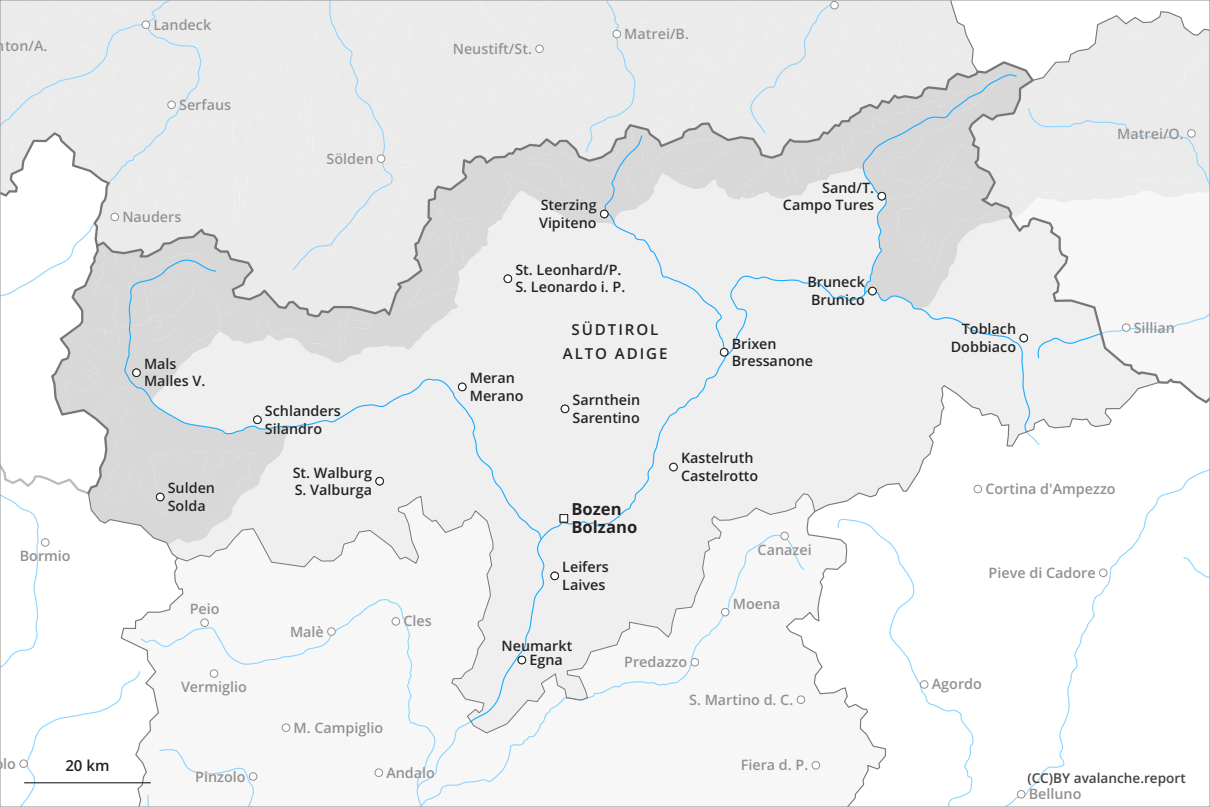 Landeck
nton/A.
Neustift/St.
Matrei/B.
Serfaus
Matrei/O.
Sölden
Sand/T.
Campo Tures
Sterzing
Vipiteno
Nauders
St. Leonhard/P.
S. Leonardo i. P.
Bruneck
Brunico
SÜDTIROL
ALTO ADIGE
Toblach
Dobbiaco
Sillian
Brixen
Bressanone
Mals
Malles V.
Meran
Merano
Sarnthein
Sarentino
Schlanders
Silandro
Kastelruth
Castelrotto
St. Walburg
S. Valburga
Sulden
Solda
Cortina d'Ampezzo
Bozen
Bolzano
Canazei
Bormio
Leifers
Laives
Pieve di Cadore
Peio
Moena
Cles
Malè
Neumarkt
Egna
Predazzo
Vermiglio
Agordo
S. Martino d. C.
M. Campiglio
olo
20 km
Pinzolo
Andalo
Fiera d. P.
(CC)BY avalanche.report
Belluno